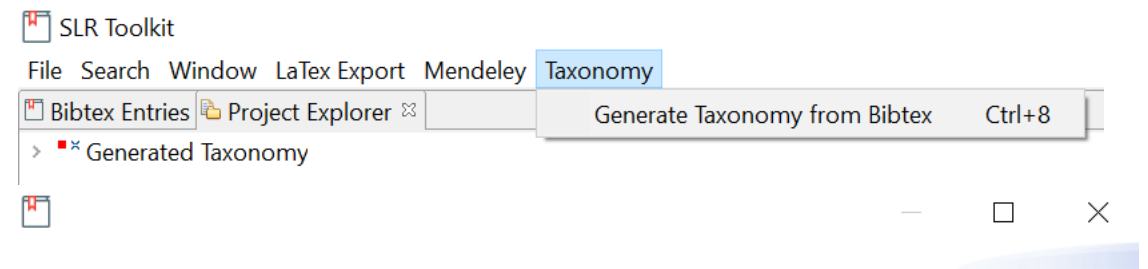 SLR Toolkit
File Search Window LaTex Export Mendeley Taxonomy
Bibtex Entries Project Explorer
Generate Taxonomy from Bibtex Ctrl+8
Generated Taxonomy